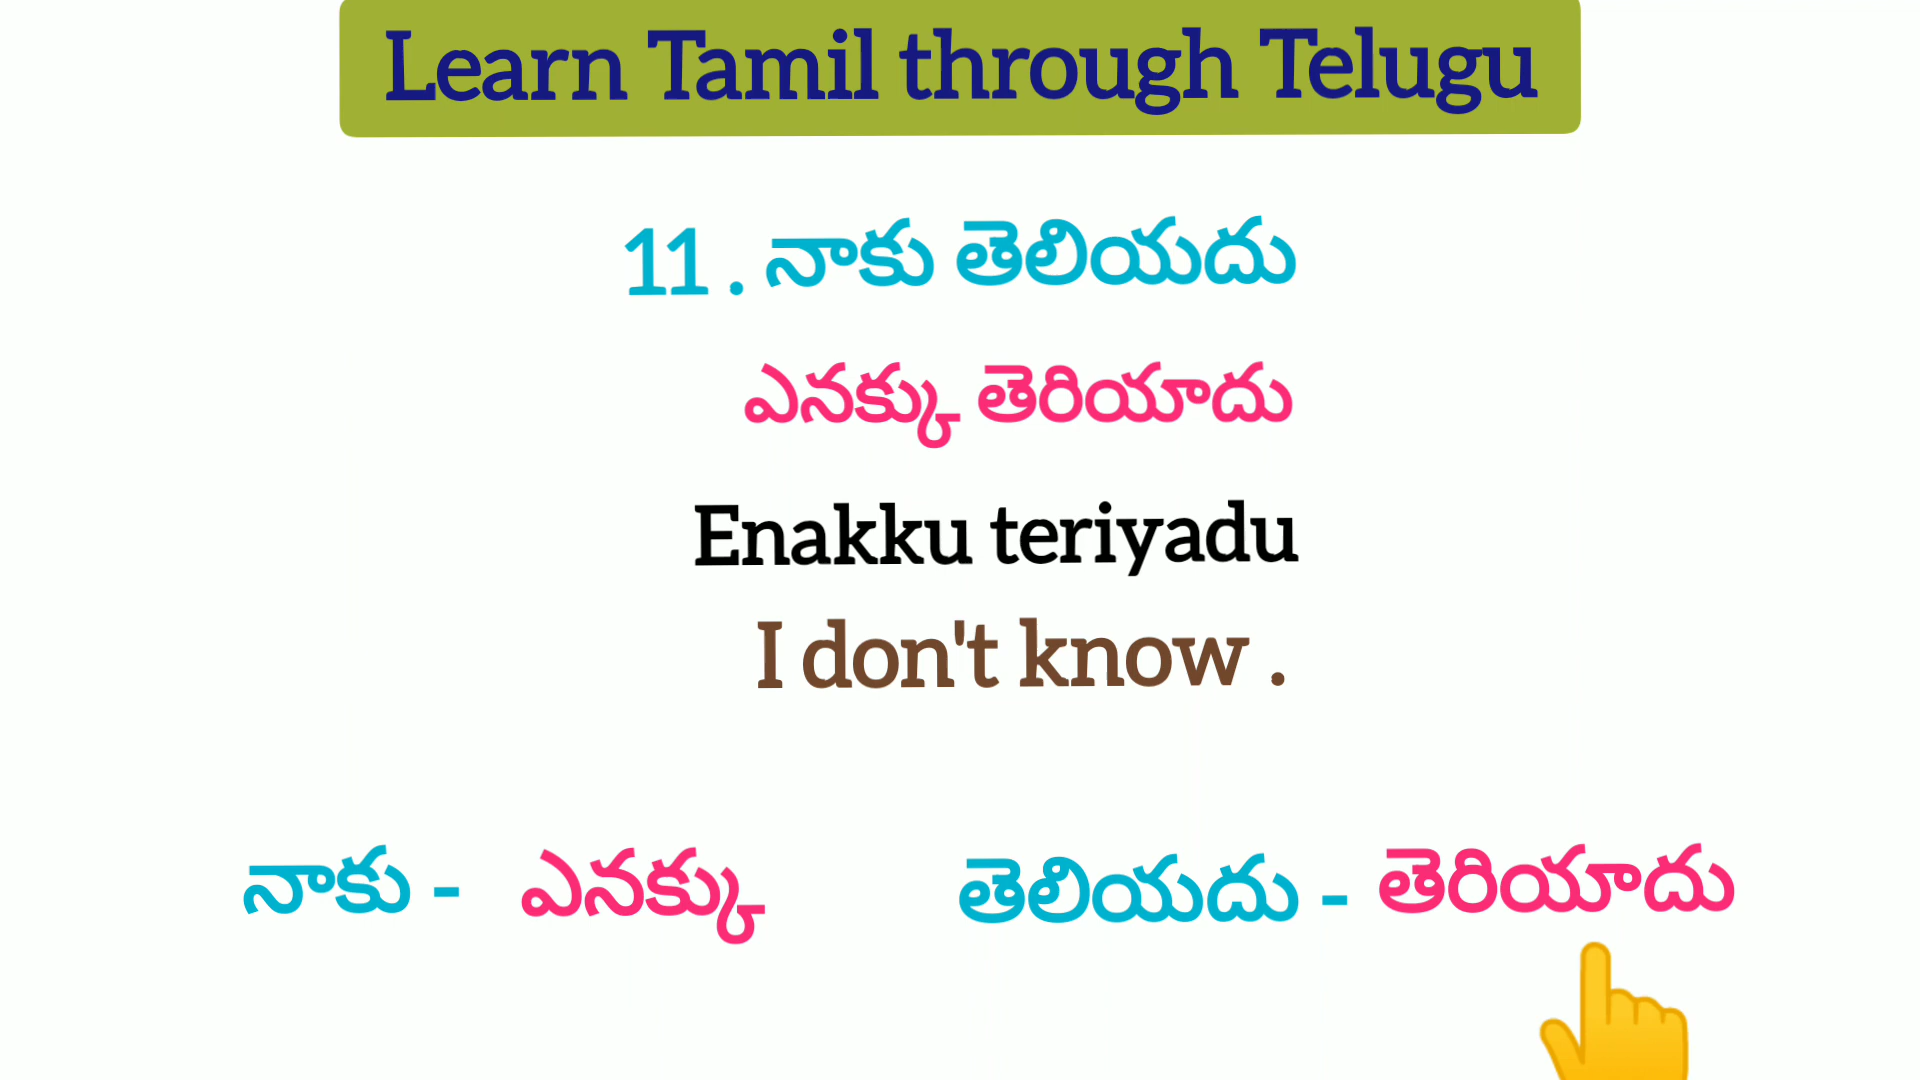 Learn Tamil through Telugu
11 . నాకు తెలియదు
ఎనక్కు తెరియాదు
Enakku teriyadu
I don't know .
నాకు - ఎనక్కు తెలియదు - తెరియాదు